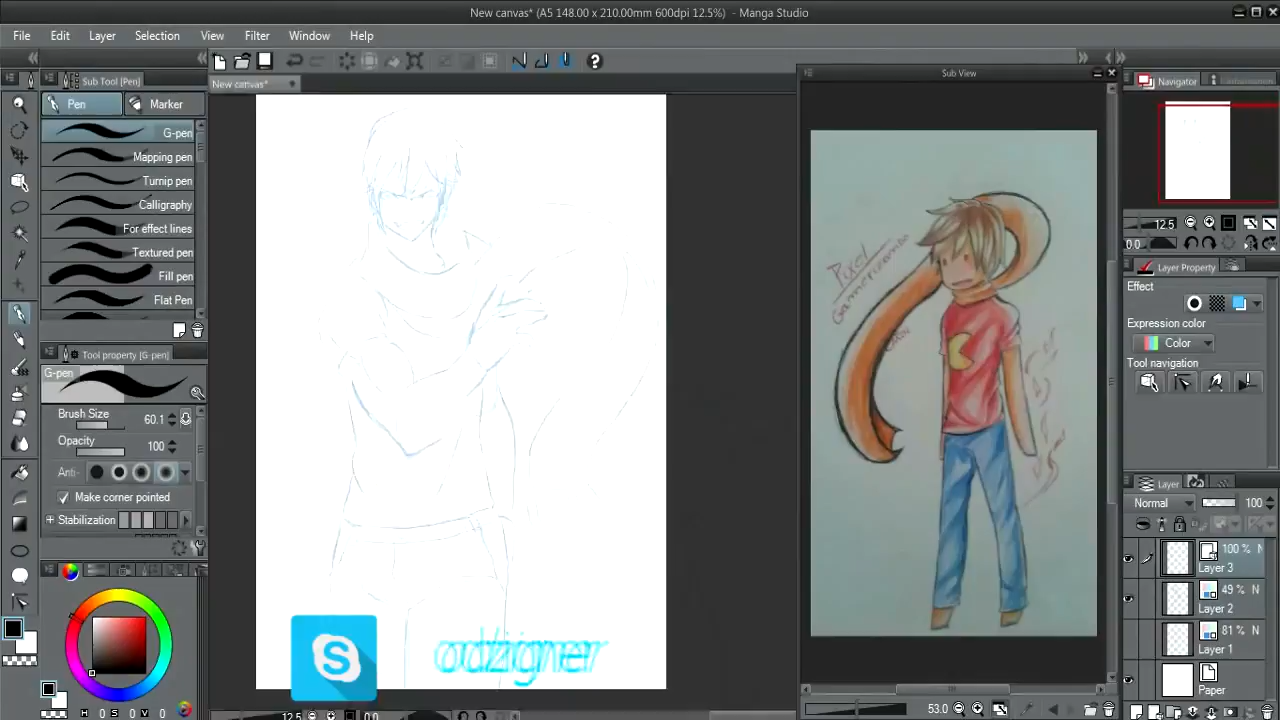 New canvas* (A5 148.00 x 210.00mm 600dpi 12.5%) - Manga Studio
File Edit Layer Selection View Filter Window Help
Sub Tool [Pen]
New canvas*
Sub View
Navigator
Pen
Marker
G-pen
Mapping pen
Turnip pen
Calligraphy
For effect lines
Textured pen
Fill pen
Flat Pen
Tool property [G-pen]
G-pen
Brush Size 60.1
Opacity 100
Anti-
Make corner pointed
Stabilization
H 0 S 0 V
12.5 0.0
S
odzigner
Pixel
53.0
12.5
0.0
Layer Property
Effect
Expression color
Color
Tool navigation
Layer
Normal 100
100 % N
Layer 3
49 % N
Layer 2
81 % N
Layer 1
Paper